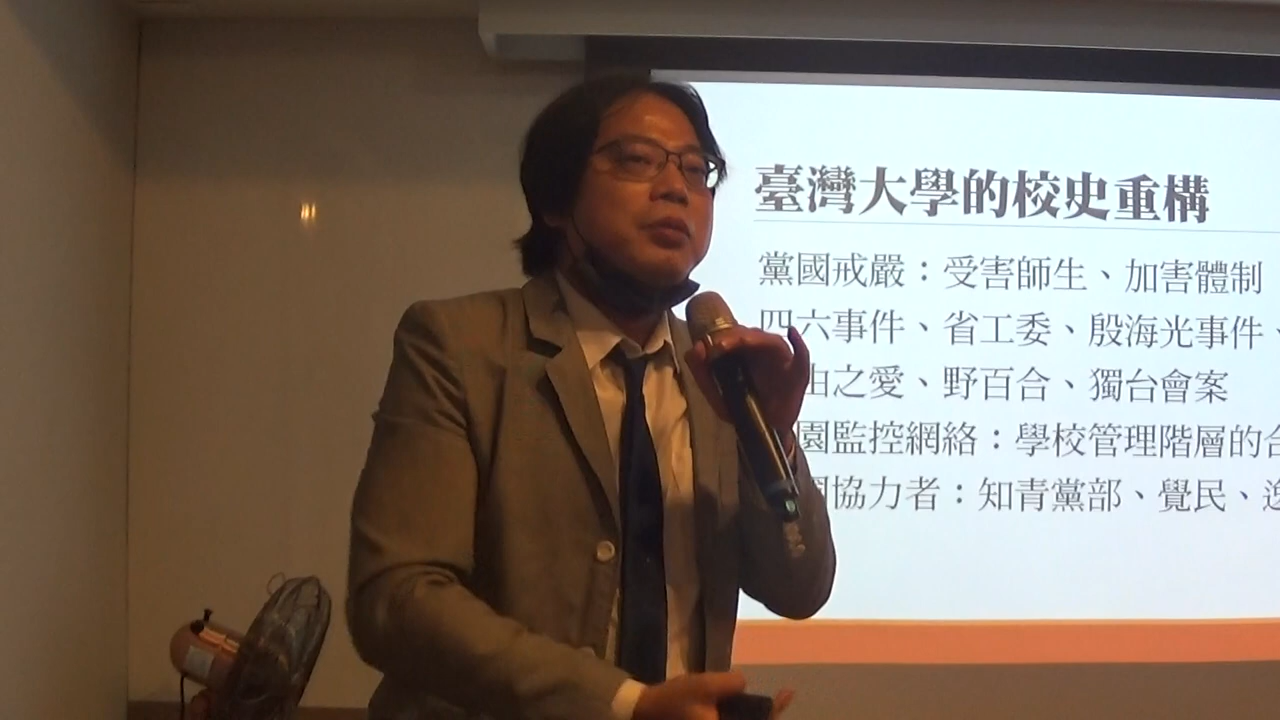 臺灣大學的校史重構
黨國戒嚴：受害師生、加害體制
四六事件、省工委、殷海光事件、
由之愛、野百合、獨台會案
園監控網絡：學校管理階層的合
協力者：知青黨部、覺民、逸